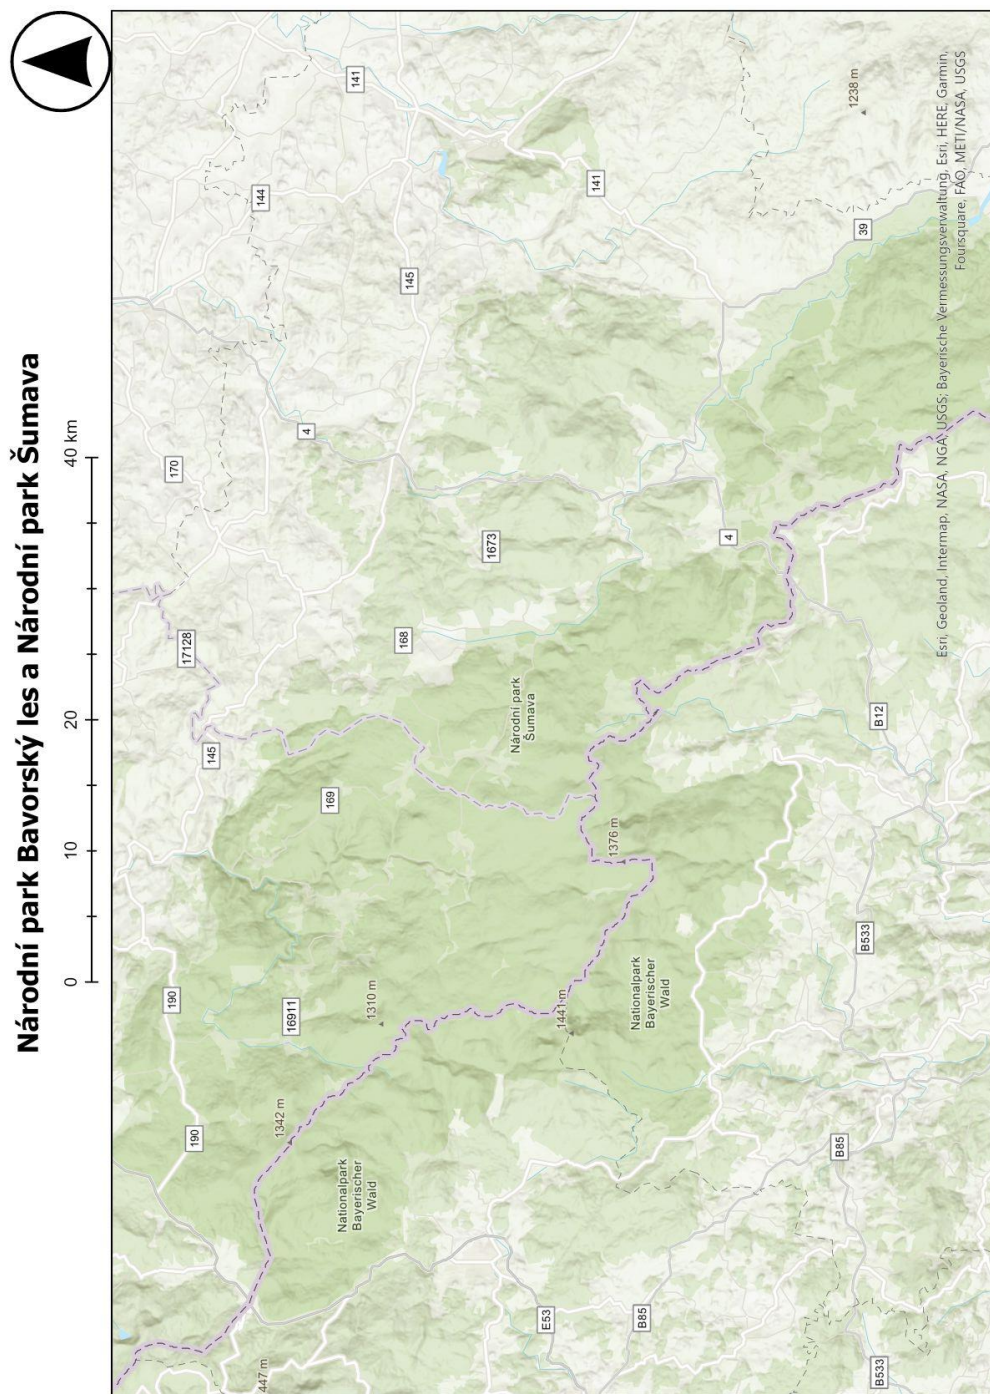 Národní park Bavorský les a Národní park Šumava
0
10
20
40 km
190
190
16911
1310 m
1342 m
Nationalpark
Bayerischer
Wald
447 m
145
17128
170
169
168
4
144
141
145
1673
Národní park
Šumava
1376 m
1441 m
Nationalpark
Bayerischer
Wald
141
4
39
1238 m
E53
B85
B85
B533
B533
B12
Esri, Geoland, Intermap, NASA, NGA, USGS; Bayerische Vermessungsverwaltung, Esri, HERE, Garmin,
Foursquare, FAO, METI/NASA, USGS